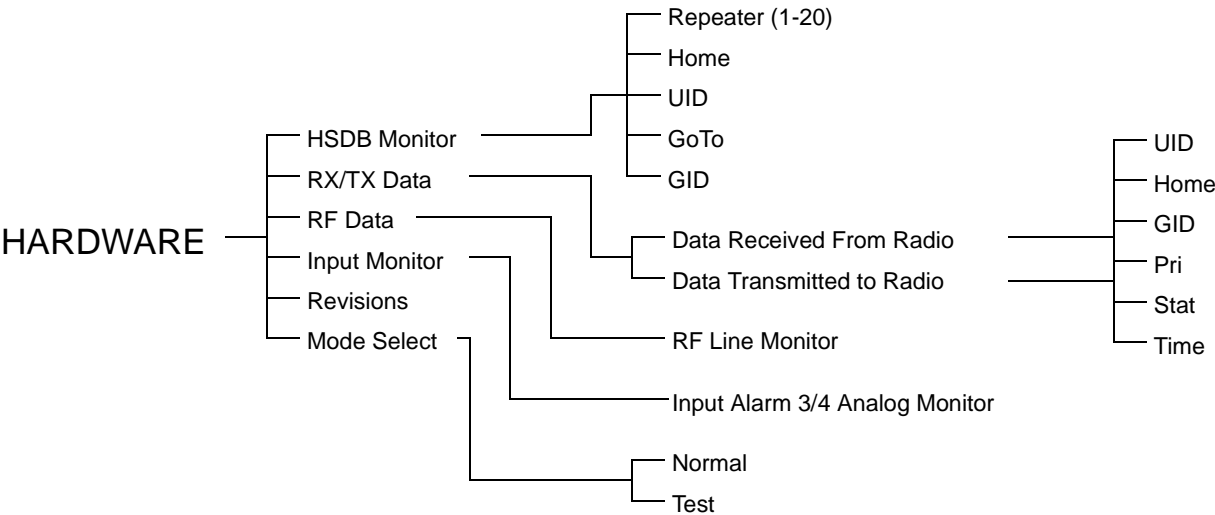 HARDWARE
HSDB Monitor
RX/TX Data
RF Data
Input Monitor
Revisions
Mode Select
Repeater (1-20)
Home
UID
GoTo
GID
Data Received From Radio
Data Transmitted to Radio
RF Line Monitor
Input Alarm 3/4 Analog Monitor
Normal
Test
UID
Home
GID
Pri
Stat
Time